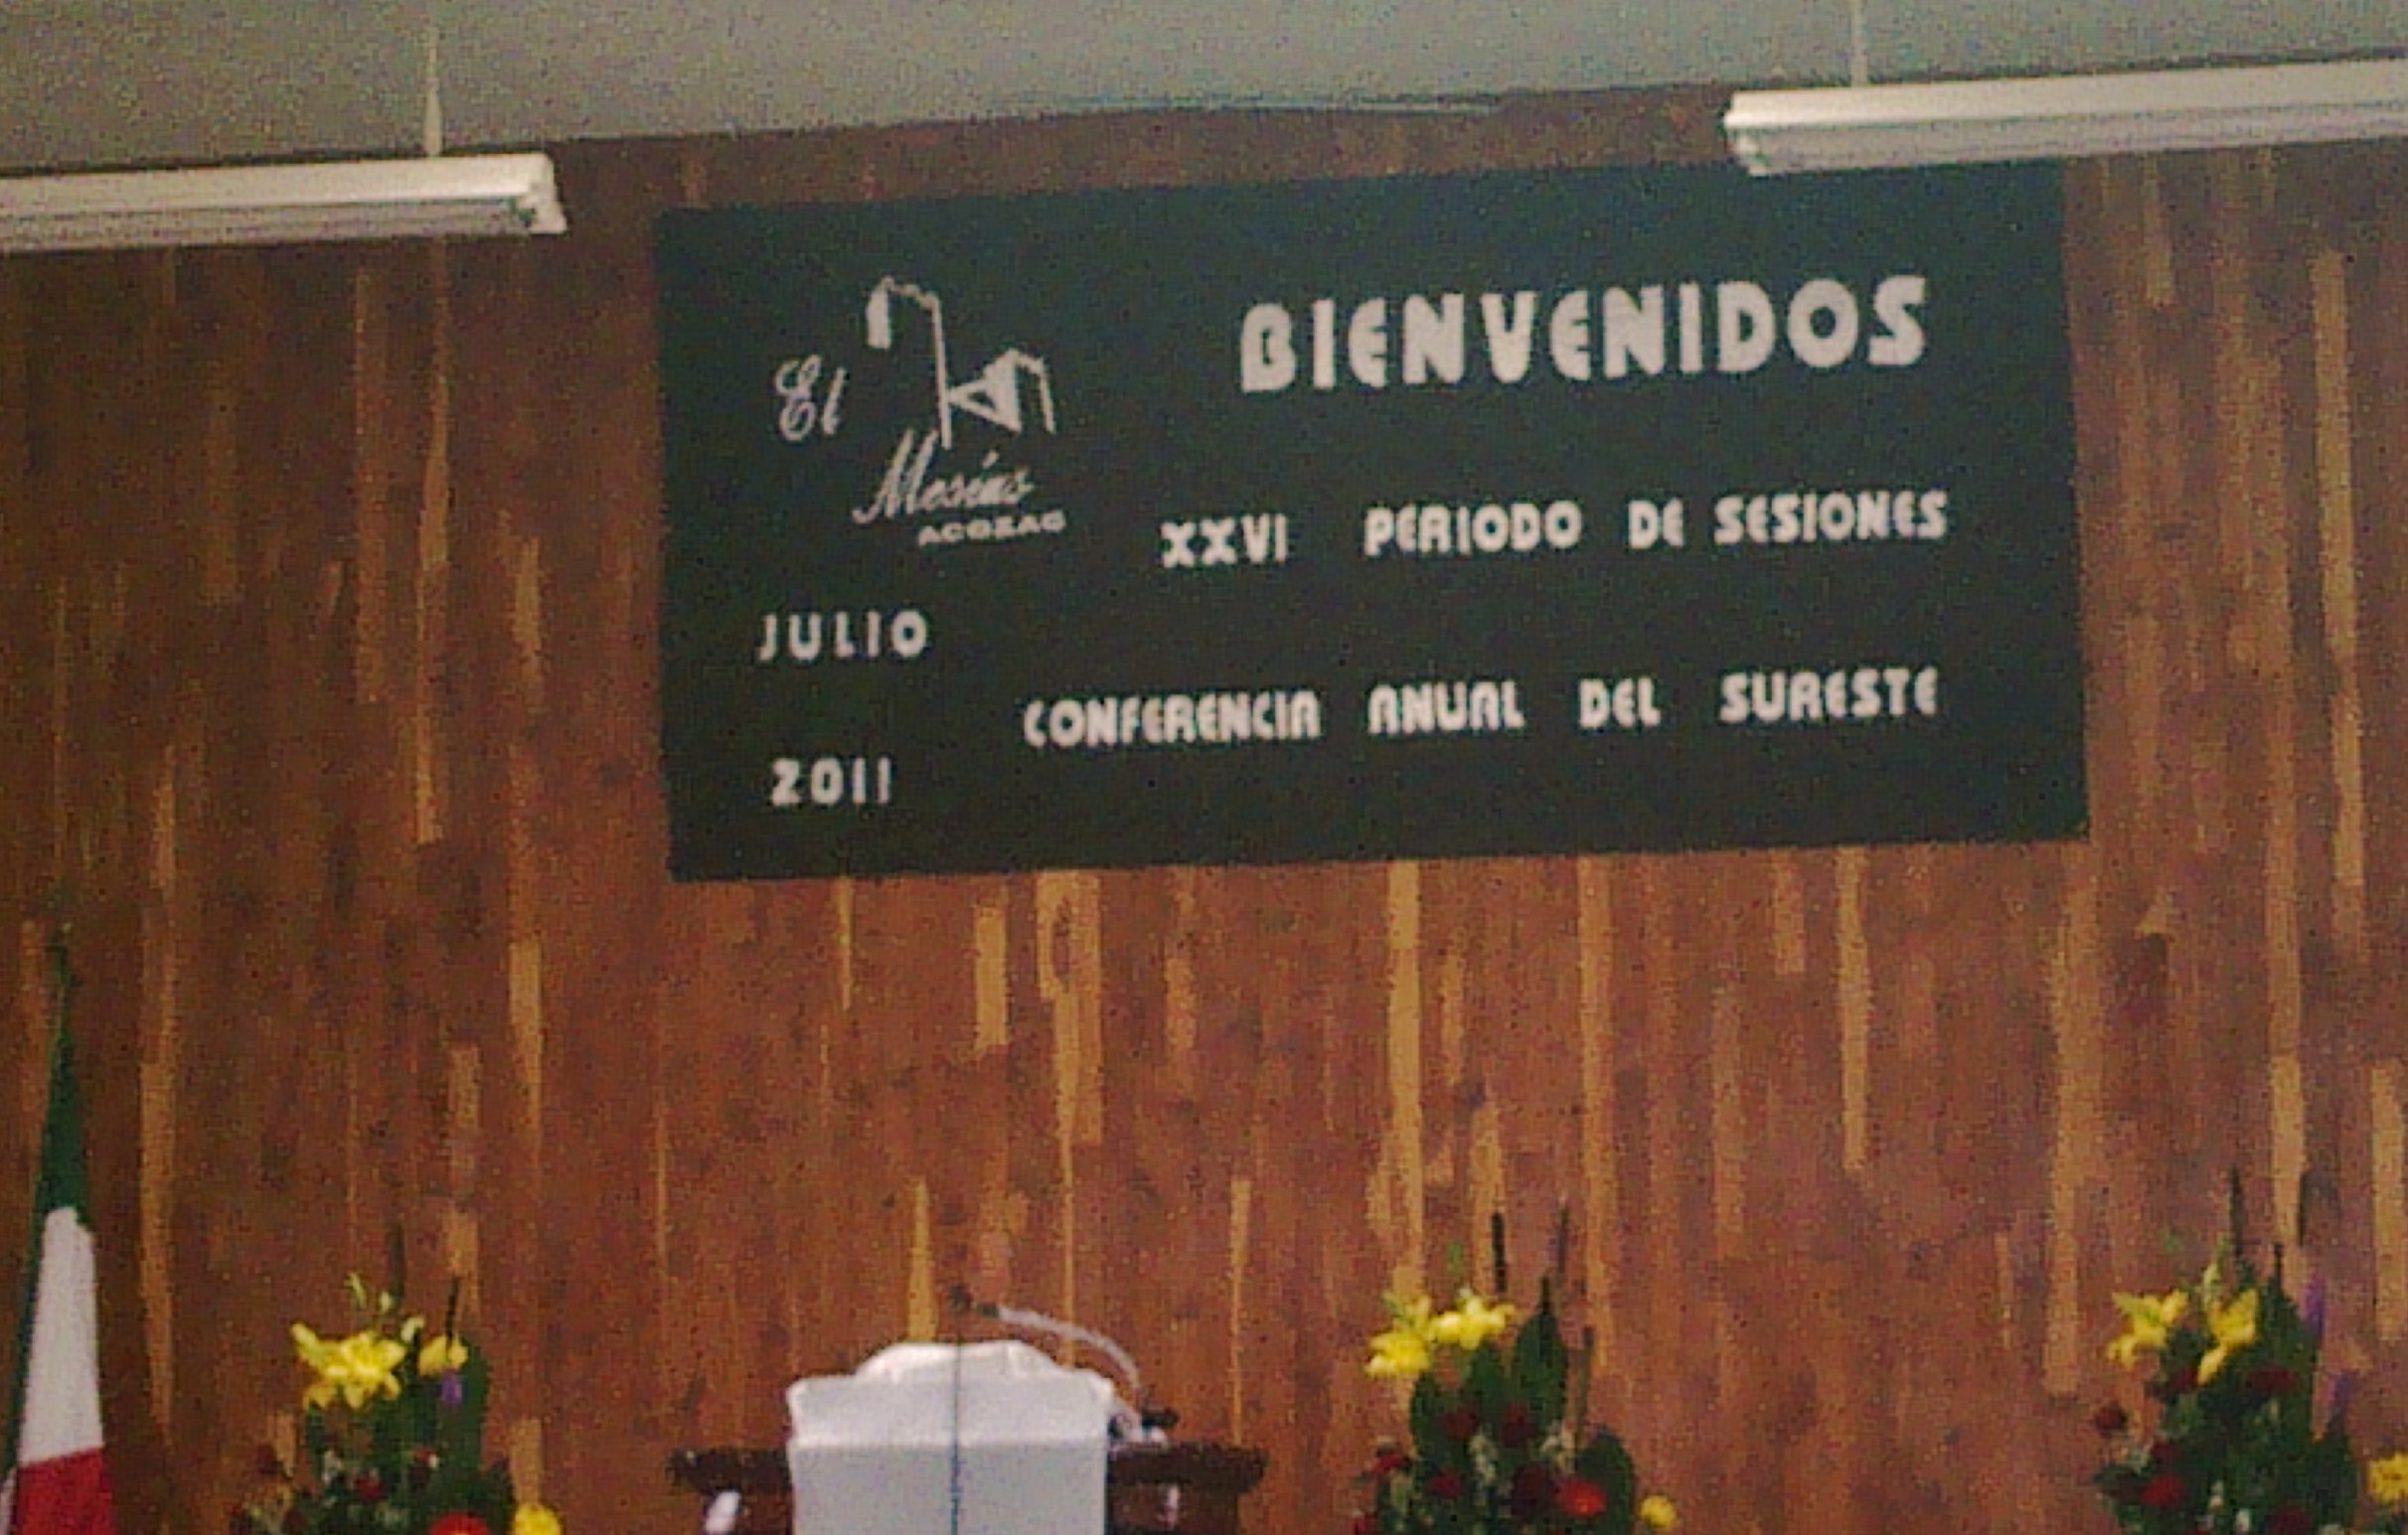 El
Mesías
ACOZAC
BIENVENIDOS
XXVI PERIODO DE SESIONES
JULIO
CONFERENCIA ANUAL DEL SURESTE
2011